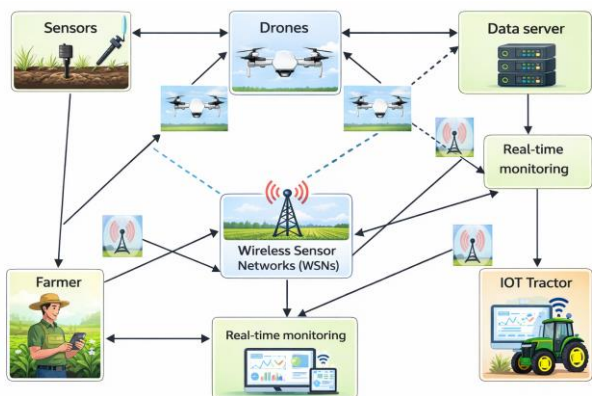 Sensors
Drones
Data server
Real-time
monitoring
Wireless Sensor
Networks (WSNs)
Farmer
IOT Tractor
Real-time monitoring